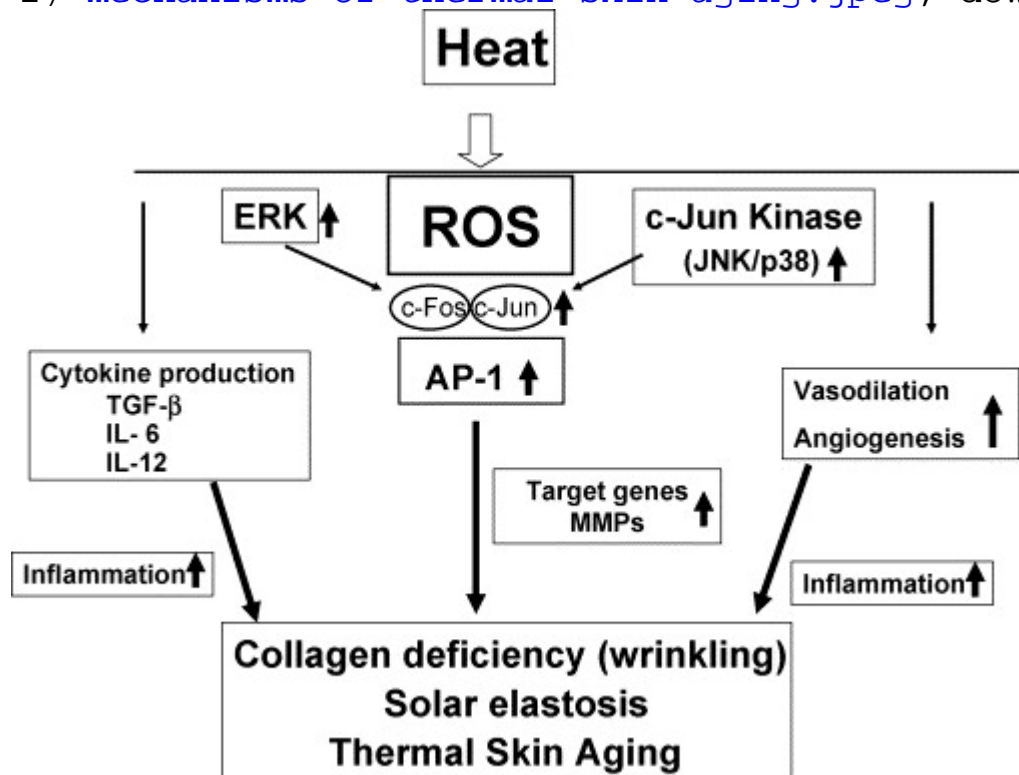 Heat
ERK
ROS
c-Jun Kinase
(JNK/p38)
c-Fos c-Jun
AP-1
Cytokine production
TGF-β
IL- 6
IL-12
Vasodilation
Angiogenesis
Target genes
MMPs
Inflammation
Inflammation
Collagen deficiency (wrinkling)
Solar elastosis
Thermal Skin Aging